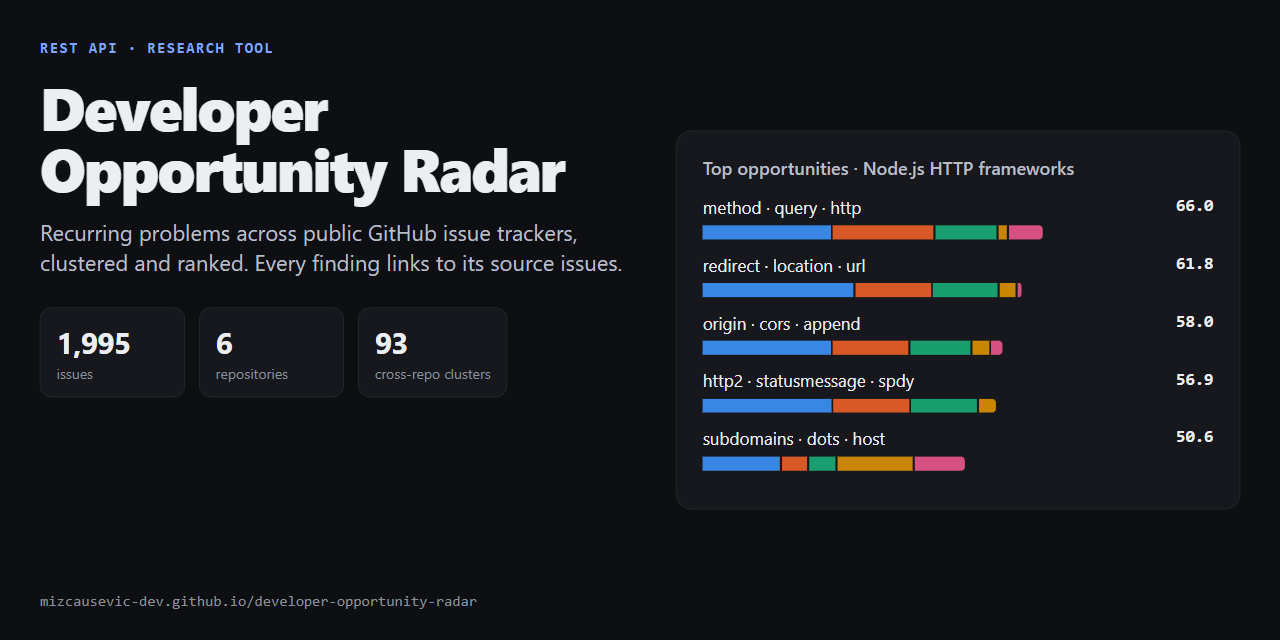 REST API · RESEARCH TOOL
Developer
Opportunity Radar
Recurring problems across public GitHub issue trackers,
clustered and ranked. Every finding links to its source issues.
1,995
issues
6
repositories
93
cross-repo clusters
Top opportunities · Node.js HTTP frameworks
method · query · http 66.0
redirect · location · url 61.8
origin · cors · append 58.0
http2 · statusmessage · spdy 56.9
subdomains · dots · host 50.6
mizcausevic-dev.github.io/developer-opportunity-radar